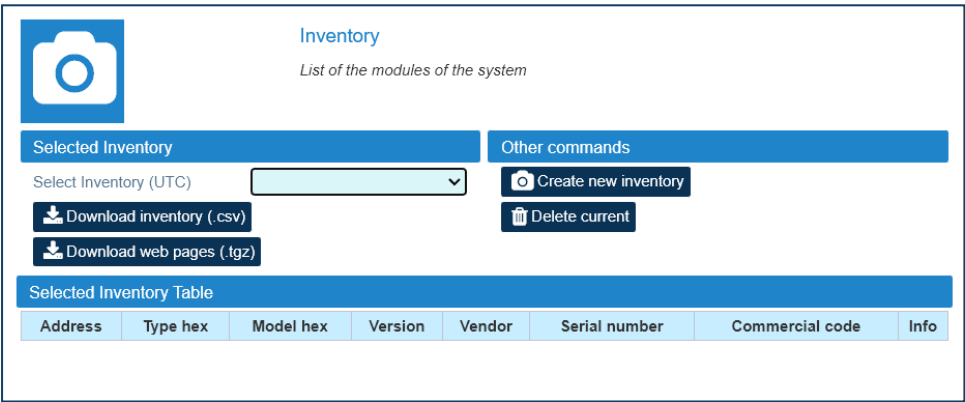 Inventory
List of the modules of the system
Selected Inventory
Other commands
Select Inventory (UTC)
Create new inventory
Download inventory (.csv)
Delete current
Download web pages (.tgz)
Selected Inventory Table
Address Type hex Model hex Version Vendor Serial number Commercial code Info